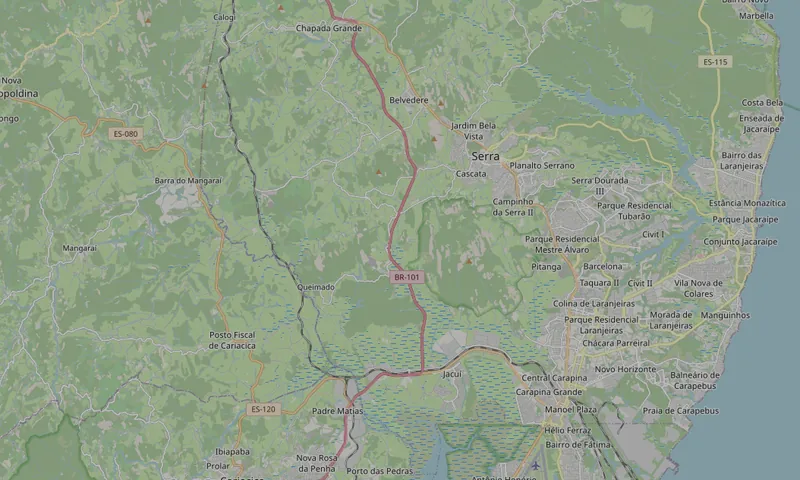 Bairro Novo
Marbella
Calogi
Chapada Grande
ES-115
Nova
opoldina
Belvedere
Costa Bela
ongo
Enseada de
Jacaraípe
ES-080
Jardim Bela
Vista
Serra
Planalto Serrano
Bairro das
Laranjeiras
Cascata
Barra do Mangaraí
Serra Dourada
III
Campinho
da Serra II
Parque Residencial
Tubarão
Estância Monazítica
Parque Jacaraípe
Civit I
Mangaraí
Parque Residencial
Mestre Álvaro
Conjunto Jacaraípe
Pitanga
Barcelona
BR-101
Taquara II
Civit II
Vila Nova de
Colares
Queimado
Colina de Laranjeiras
Parque Residencial
Laranjeiras
Morada de
Laranjeiras
Manguinhos
Posto Fiscal
de Cariacica
Chácara Parreiral
Novo Horizonte
Jacuí
Central Carapina
Balneário de
Carapebus
Carapina Grande
ES-120
Padre Matias
Manoel Plaza
Praia de Carapebus
Hélio Ferraz
Bairro de Fátima
Ibiapaba
Prolar
Nova Rosa
da Penha
Porto das Pedras
Cariacica
Antônio Honório